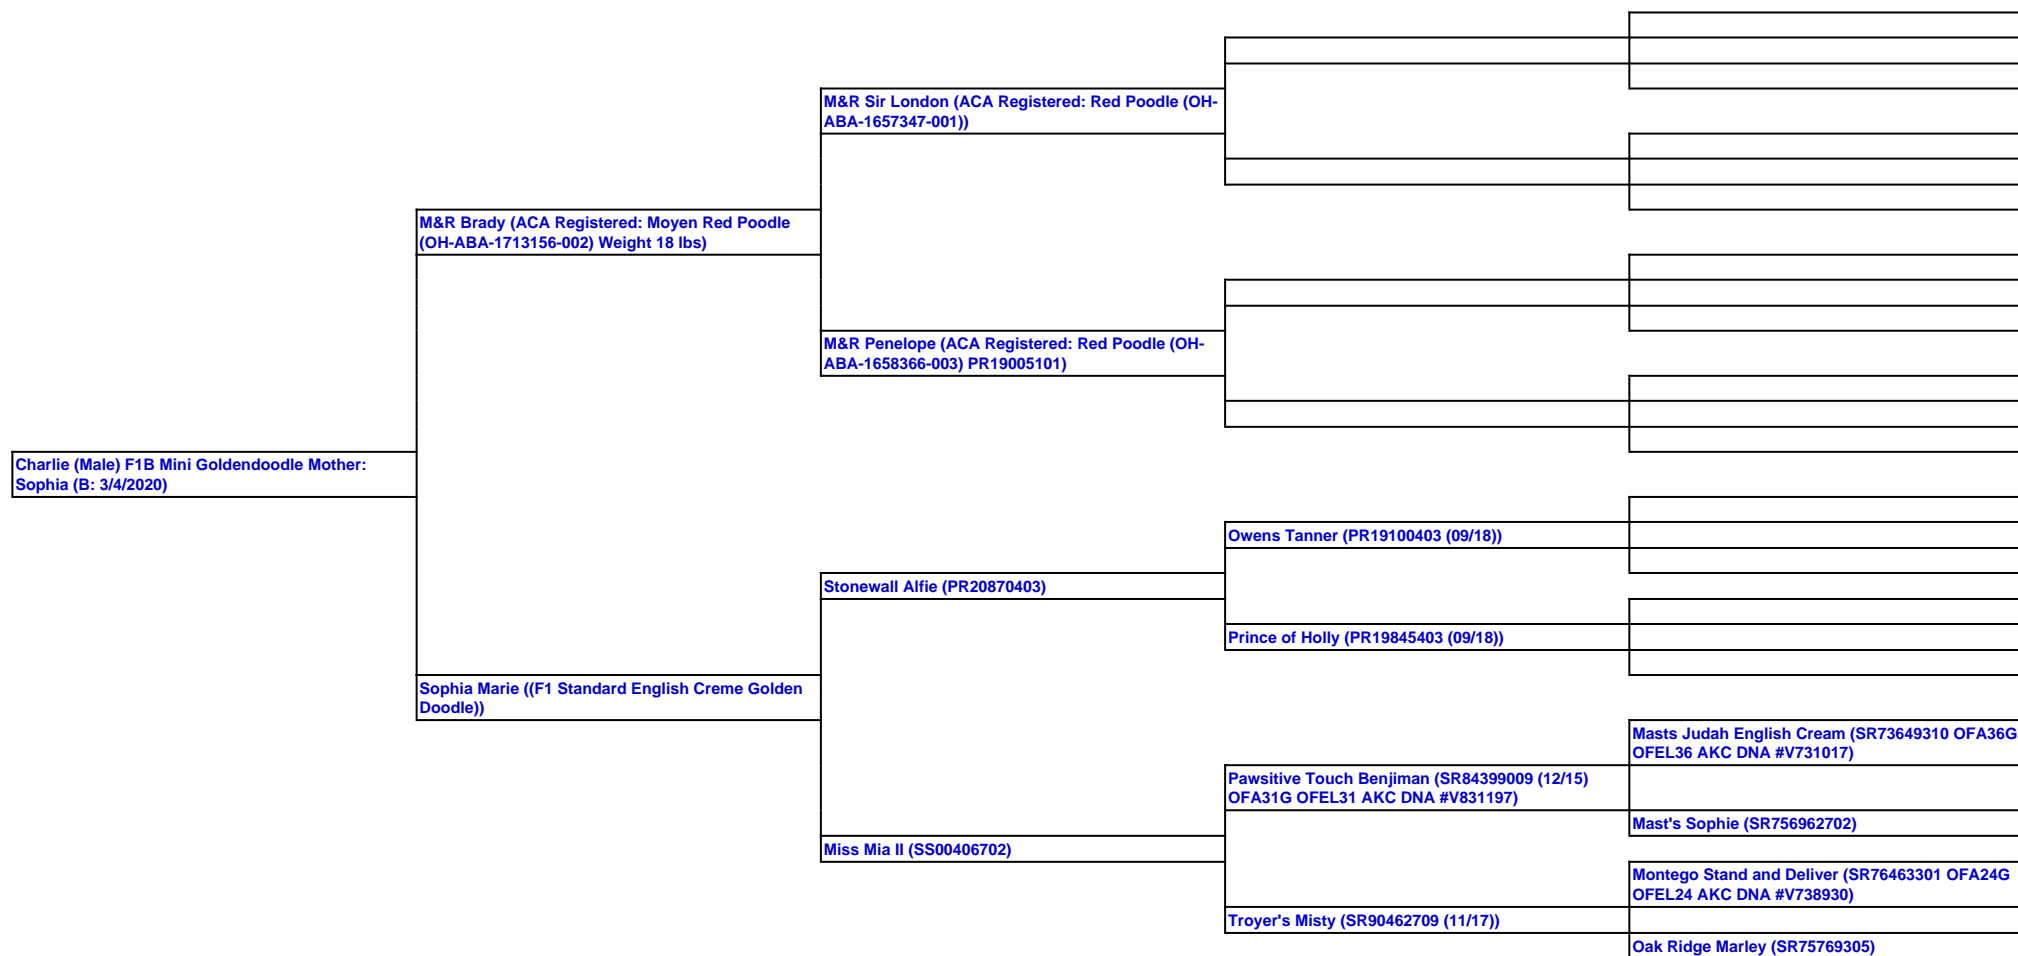 M&R Sir London (ACA Registered: Red Poodle (OH-
ABA-1657347-001))
M&R Brady (ACA Registered: Moyen Red Poodle
(OH-ABA-1713156-002) Weight 18 lbs)
M&R Penelope (ACA Registered: Red Poodle (OH-
ABA-1658366-003) PR19005101)
Charlie (Male) F1B Mini Goldendoodle Mother:
Sophia (B: 3/4/2020)
Owens Tanner (PR19100403 (09/18))
Stonewall Alfie (PR20870403)
Prince of Holly (PR19845403 (09/18))
Sophia Marie ((F1 Standard English Creme Golden
Doodle))
Masts Judah English Cream (SR73649310 OFA36G
OFEL36 AKC DNA #V731017)
Pawsitive Touch Benjiman (SR84399009 (12/15)
OFA31G OFEL31 AKC DNA #V831197)
Mast's Sophie (SR756962702)
Miss Mia II (SS00406702)
Montego Stand and Deliver (SR76463301 OFA24G
OFEL24 AKC DNA #V738930)
Troyer's Misty (SR90462709 (11/17))
Oak Ridge Marley (SR75769305)